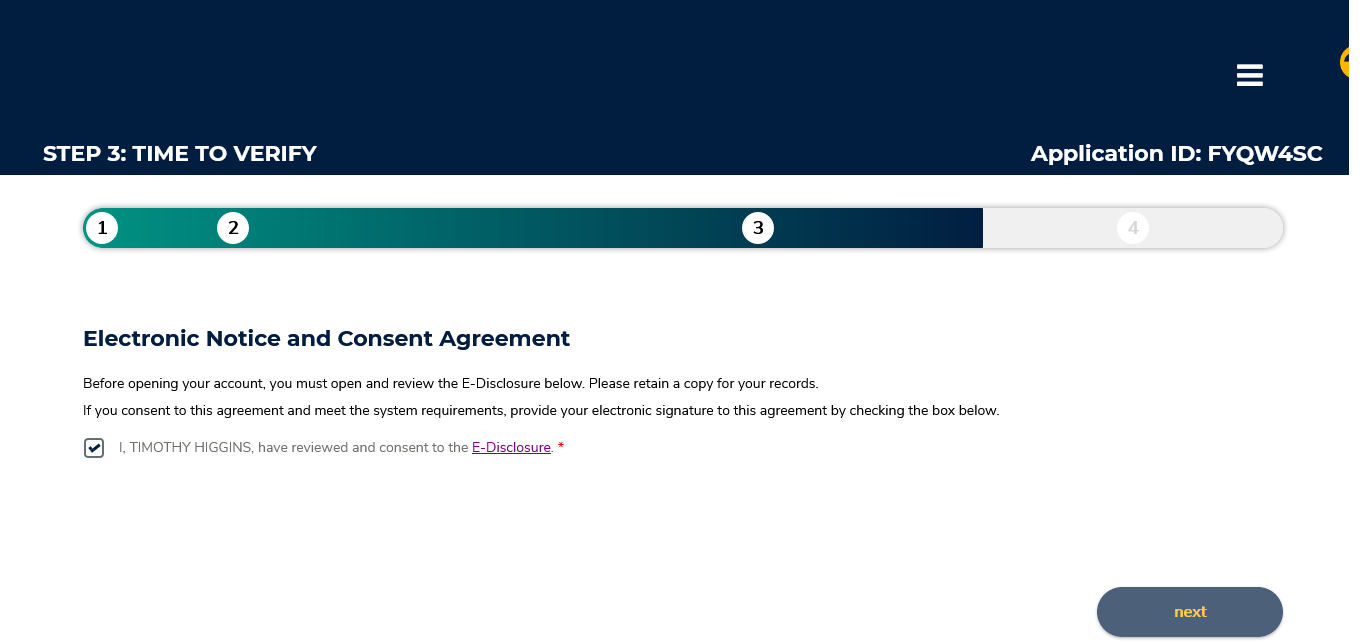 STEP 3: TIME TO VERIFY
Application ID: FYQW4SC
1
2
3
4
Electronic Notice and Consent Agreement
Before opening your account, you must open and review the E-Disclosure below. Please retain a copy for your records.
If you consent to this agreement and meet the system requirements, provide your electronic signature to this agreement by checking the box below.
I, TIMOTHY HIGGINS, have reviewed and consent to the E-Disclosure. *
next